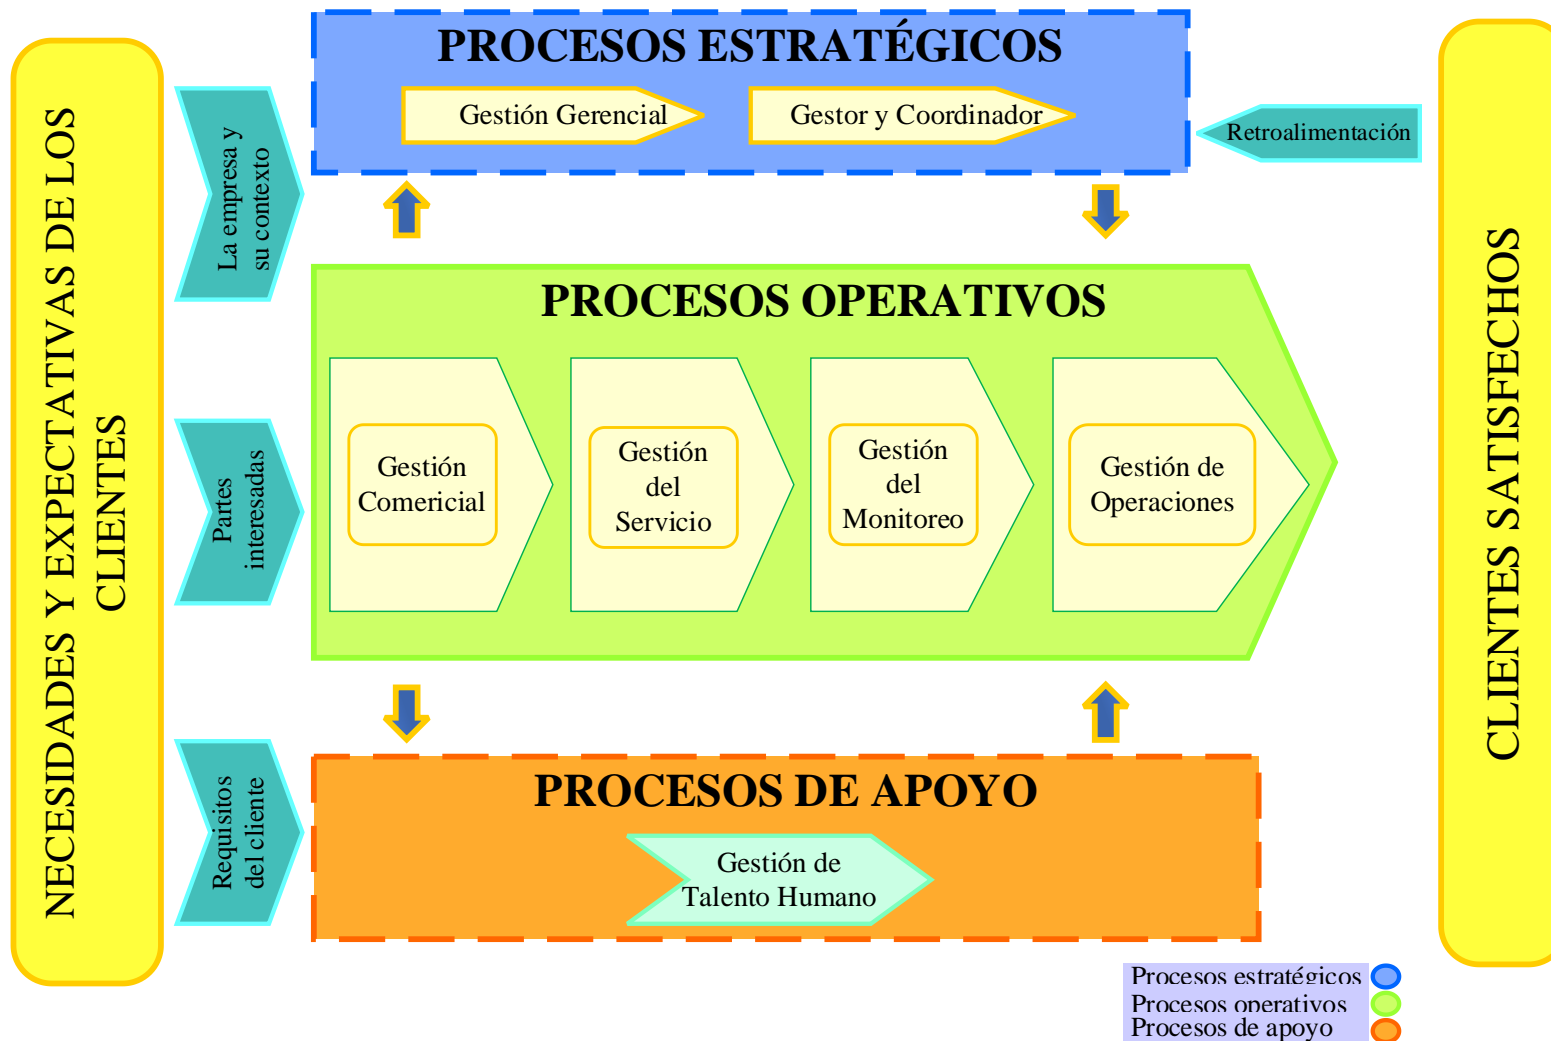 NECESIDADES Y EXPECTATIVAS DE LOS
CLIENTES
La empresa y
su contexto
Partes
interesadas
Requisitos
del cliente
PROCESOS ESTRATÉGICOS
Gestión Gerencial
Gestor y Coordinador
Retroalimentación
PROCESOS OPERATIVOS
Gestión
Comericial
Gestión
del
Servicio
Gestión
del
Monitoreo
Gestión de
Operaciones
PROCESOS DE APOYO
Gestión de
Talento Humano
CLIENTES SATISFECHOS
Procesos estratégicos
Procesos operativos
Procesos de apoyo